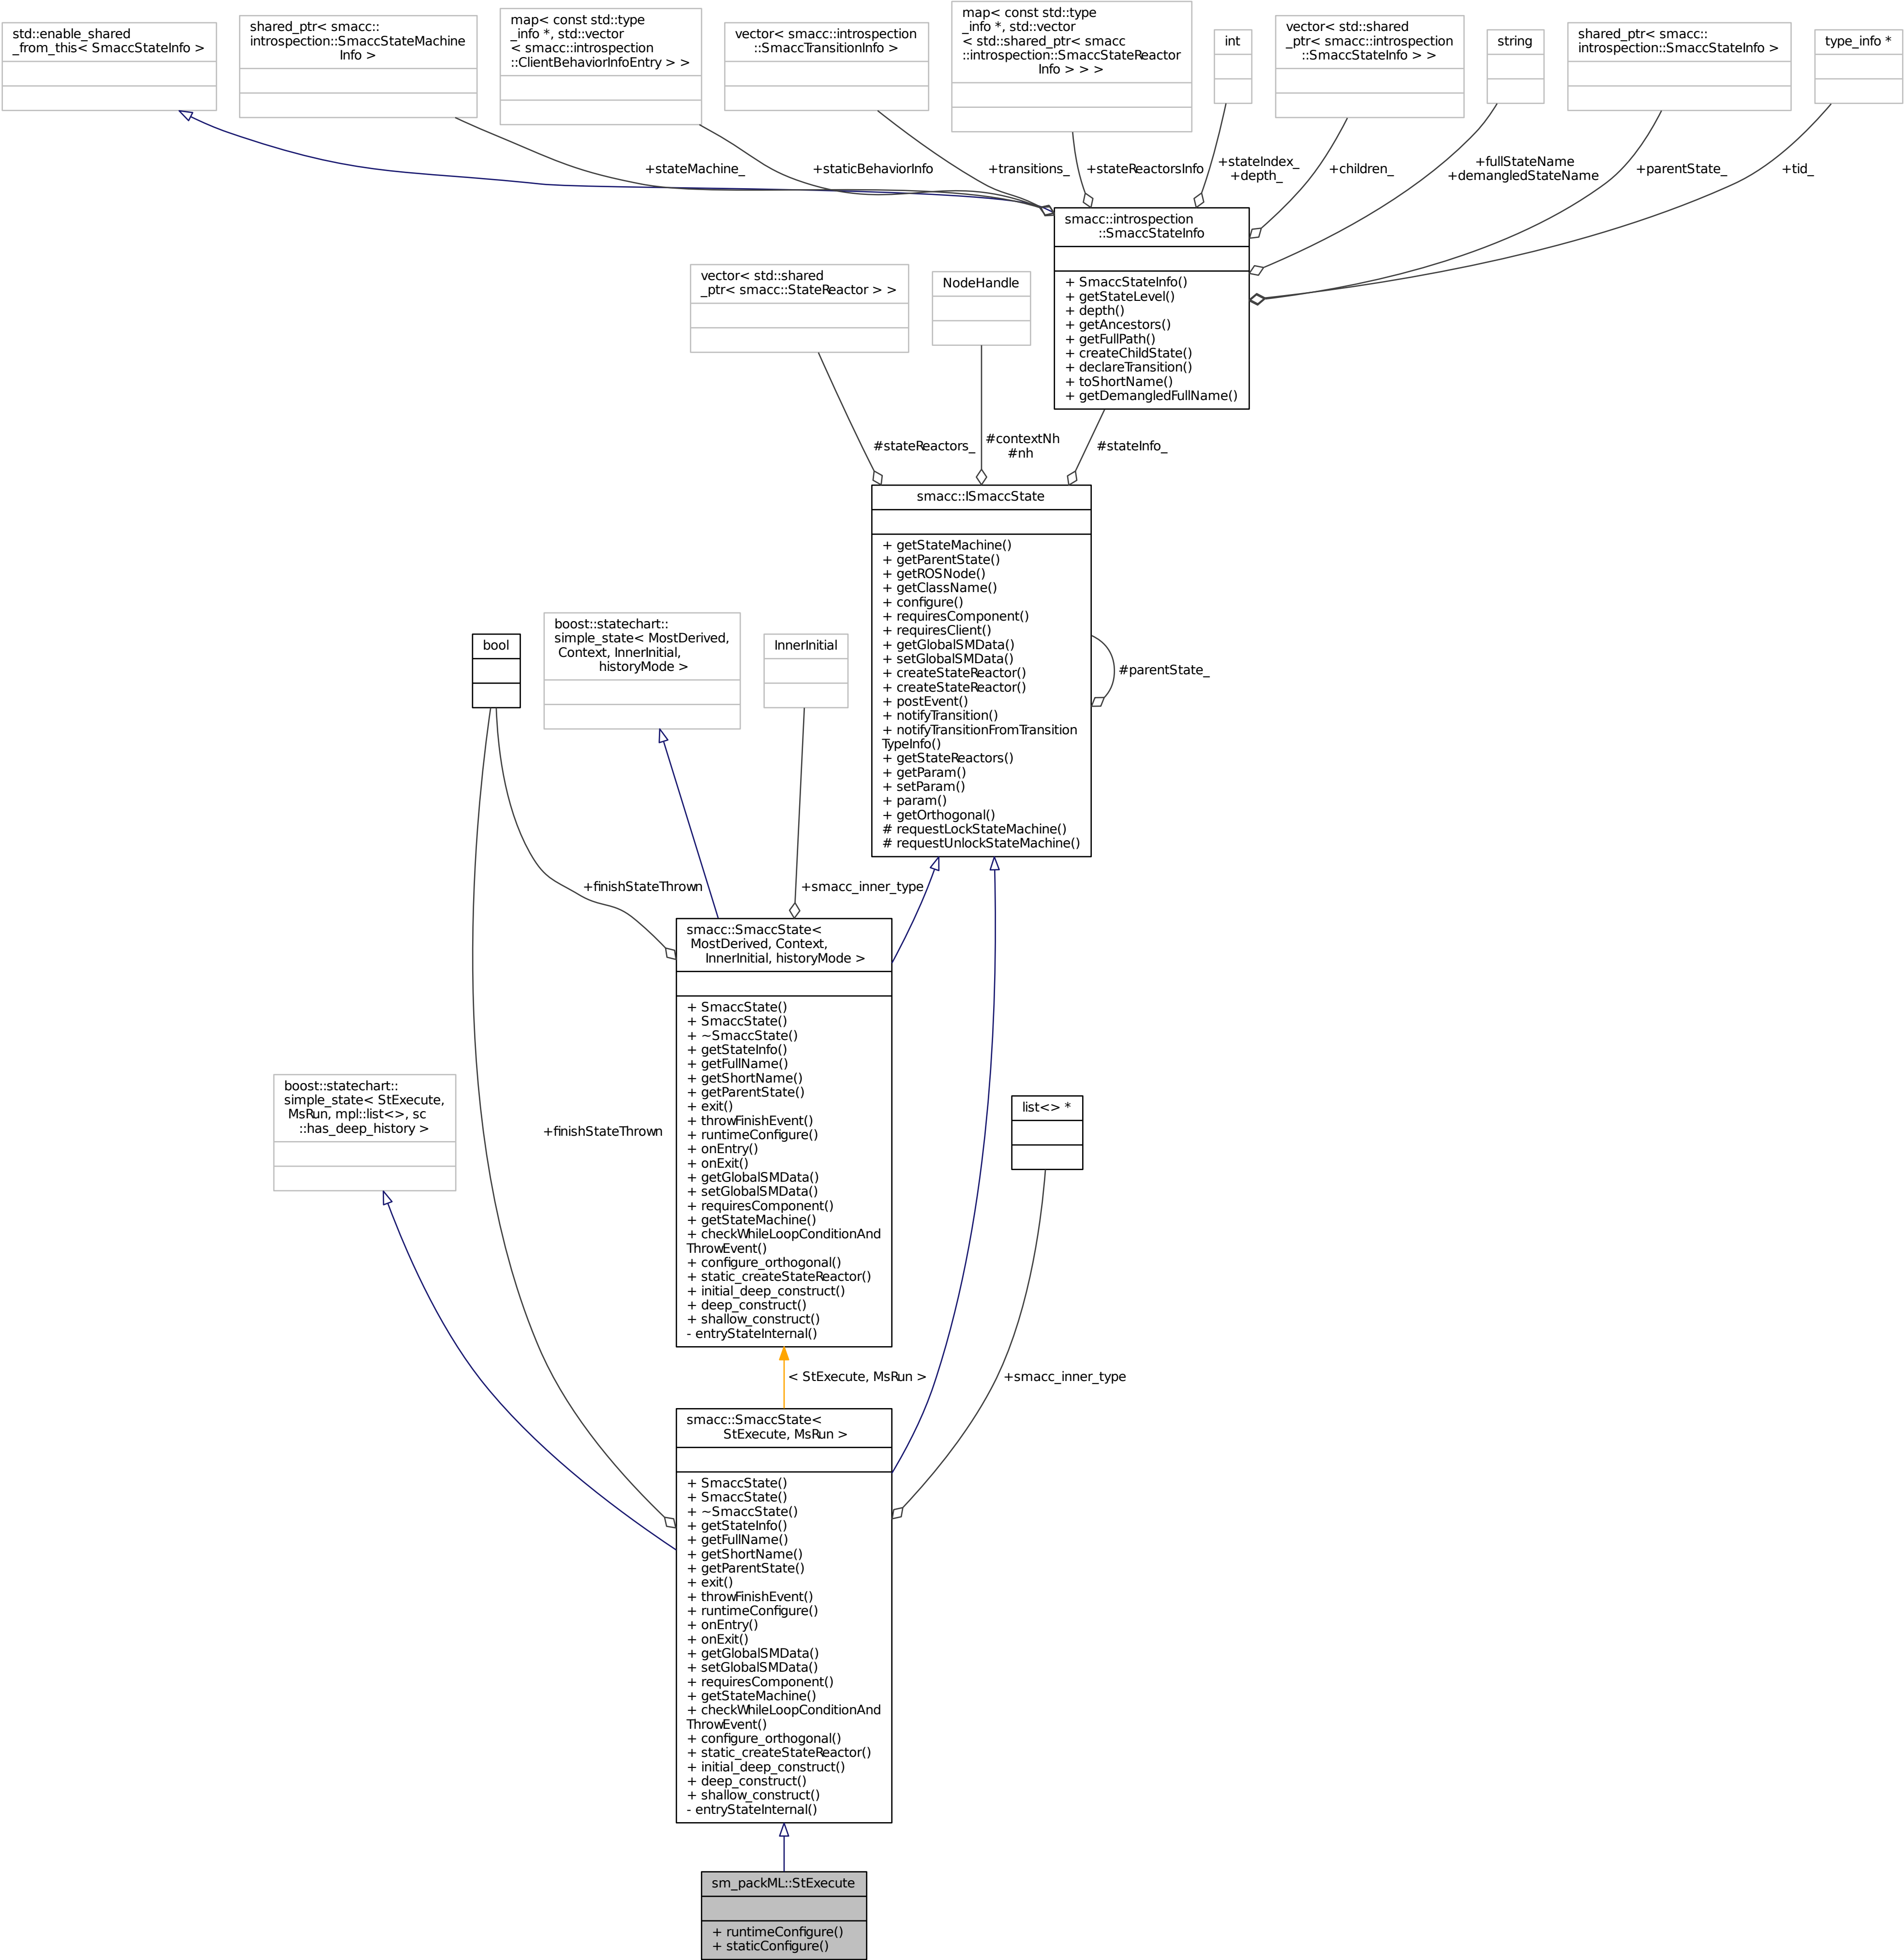 std::enable_shared
_from_this< SmaccStateInfo >
shared_ptr< smacc::
introspection::SmaccStateMachine
Info >
map< const std::type
_info *, std::vector
< smacc::introspection
::ClientBehaviorInfoEntry > >
vector< smacc::introspection
::SmaccTransitionInfo >
map< const std::type
_info *, std::vector
< std::shared_ptr< smacc
::introspection::SmaccStateReactor
Info > > >
int
vector< std::shared
_ptr< smacc::introspection
::SmaccStateInfo > >
string
shared_ptr< smacc::
introspection::SmaccStateInfo >
type_info *
+stateMachine_
+staticBehaviorInfo
+transitions_
+stateReactorsInfo
+stateIndex_
+depth_
+children_
+fullStateName
+demangledStateName
+parentState_
+tid_
smacc::introspection
::SmaccStateInfo
+ SmaccStateInfo()
+ getStateLevel()
+ depth()
+ getAncestors()
+ getFullPath()
+ createChildState()
+ declareTransition()
+ toShortName()
+ getDemangledFullName()
vector< std::shared
_ptr< smacc::StateReactor > >
NodeHandle
#stateReactors_
#contextNh
#nh
#stateInfo_
smacc::ISmaccState
+ getStateMachine()
+ getParentState()
+ getROSNode()
+ getClassName()
+ configure()
+ requiresComponent()
+ requiresClient()
+ getGlobalSMData()
+ setGlobalSMData()
+ createStateReactor()
+ createStateReactor()
+ postEvent()
+ notifyTransition()
+ notifyTransitionFromTransition
TypeInfo()
+ getStateReactors()
+ getParam()
+ setParam()
+ param()
+ getOrthogonal()
# requestLockStateMachine()
# requestUnlockStateMachine()
#parentState_
bool
boost::statechart::
simple_state< MostDerived,
Context, InnerInitial,
historyMode >
InnerInitial
+finishStateThrown
+smacc_inner_type
smacc::SmaccState<
MostDerived, Context,
InnerInitial, historyMode >
+ SmaccState()
+ SmaccState()
+ ~SmaccState()
+ getStateInfo()
+ getFullName()
+ getShortName()
+ getParentState()
+ exit()
+ throwFinishEvent()
+ runtimeConfigure()
+ onEntry()
+ onExit()
+ getGlobalSMData()
+ setGlobalSMData()
+ requiresComponent()
+ getStateMachine()
+ checkWhileLoopConditionAnd
ThrowEvent()
+ configure_orthogonal()
+ static_createStateReactor()
+ initial_deep_construct()
+ deep_construct()
+ shallow_construct()
- entryStateInternal()
boost::statechart::
simple_state< StExecute,
MsRun, mpl::list<>, sc
::has_deep_history >
+finishStateThrown
list<> *
< StExecute, MsRun >
+smacc_inner_type
smacc::SmaccState<
StExecute, MsRun >
+ SmaccState()
+ SmaccState()
+ ~SmaccState()
+ getStateInfo()
+ getFullName()
+ getShortName()
+ getParentState()
+ exit()
+ throwFinishEvent()
+ runtimeConfigure()
+ onEntry()
+ onExit()
+ getGlobalSMData()
+ setGlobalSMData()
+ requiresComponent()
+ getStateMachine()
+ checkWhileLoopConditionAnd
ThrowEvent()
+ configure_orthogonal()
+ static_createStateReactor()
+ initial_deep_construct()
+ deep_construct()
+ shallow_construct()
- entryStateInternal()
sm_packML::StExecute
+ runtimeConfigure()
+ staticConfigure()